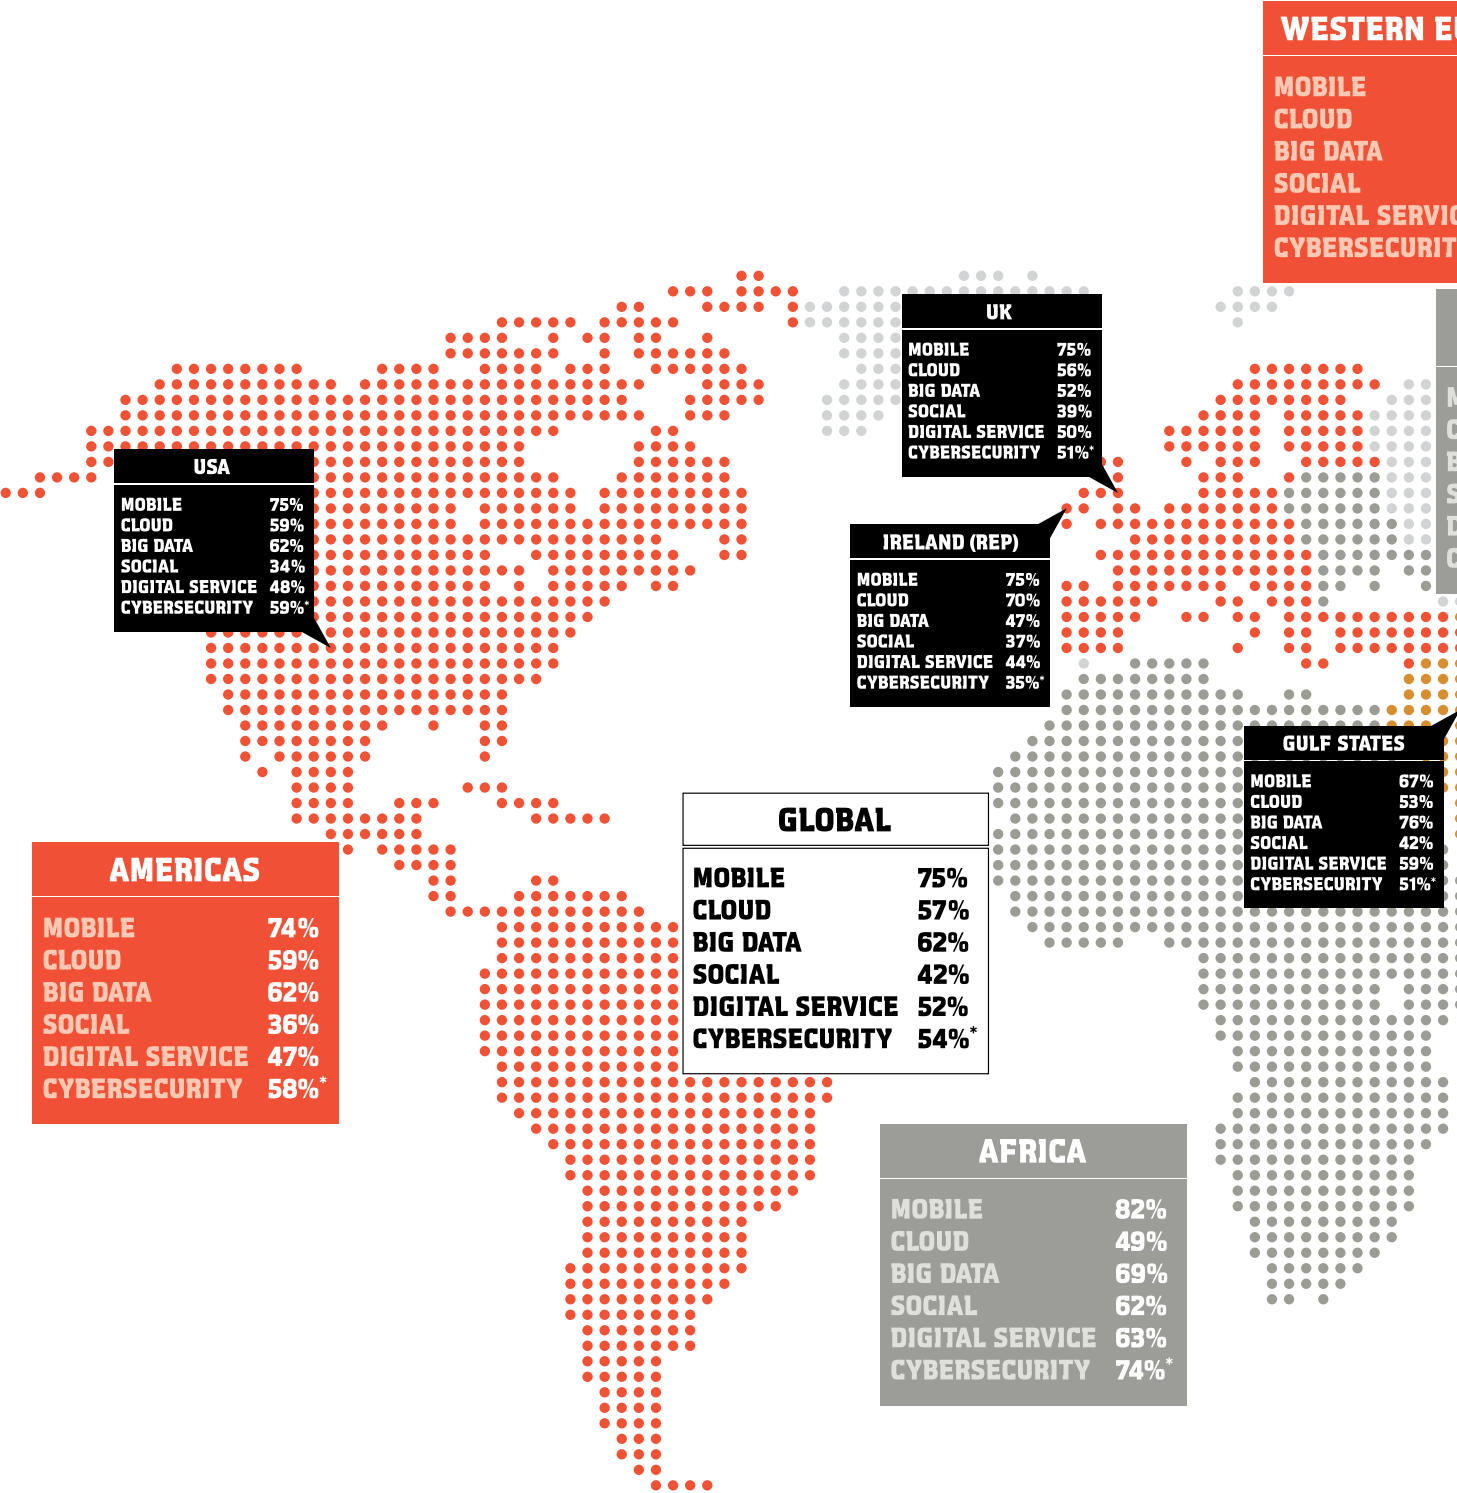 WESTERN
MOBILE
CLOUD
BIG DATA
SOCIAL
DIGITAL
UK
MOBILE 75%
CLOUD 56%
BIG DATA 52%
SOCIAL 39%
DIGITAL SERVICE 50%
CYBERSECURITY 51%*
USA
MOBILE 75%
CLOUD 59%
BIG DATA 62%
SOCIAL 34%
DIGITAL SERVICE 48%
CYBERSECURITY 59%*
IRELAND (REP)
MOBILE 75%
CLOUD 70%
BIG DATA 47%
SOCIAL 37%
DIGITAL SERVICE 44%
CYBERSECURITY 35%*
GULF STATES
MOBILE 67%
CLOUD 53%
BIG DATA 76%
SOCIAL 42%
DIGITAL SERVICE 59%
CYBERSECURITY 51%*
GLOBAL
MOBILE 75%
CLOUD 57%
BIG DATA 62%
SOCIAL 42%
DIGITAL SERVICE 52%
CYBERSECURITY 54%*
AMERICAS
MOBILE 74%
CLOUD 59%
BIG DATA 62%
SOCIAL 36%
DIGITAL SERVICE 47%
CYBERSECURITY 58%*
AFRICA
MOBILE 82%
CLOUD 49%
BIG DATA 69%
SOCIAL 62%
DIGITAL SERVICE 63%
CYBERSECURITY 74%*